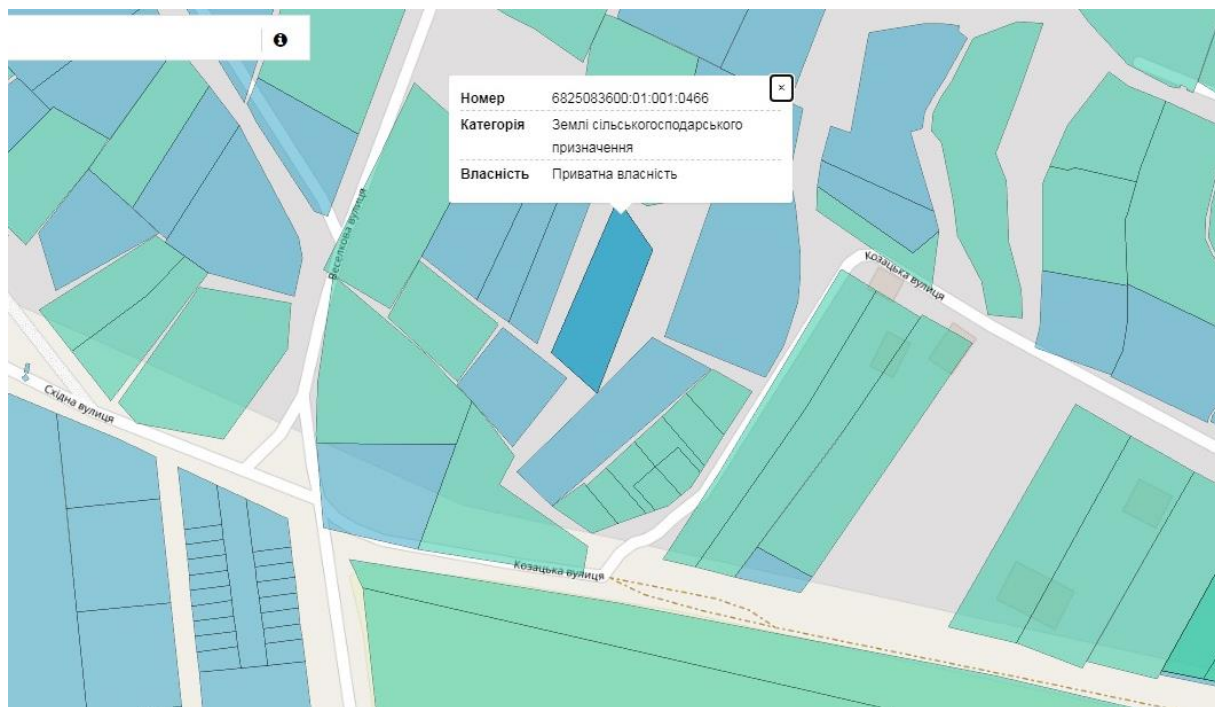 Номер 6825083600:01:001:0466
Категорія Землі сільськогосподарського
призначення
Власність Приватна власність
Веселкова вулиця
Козацька вулиця
Східна вулиця
Козацька вулиця